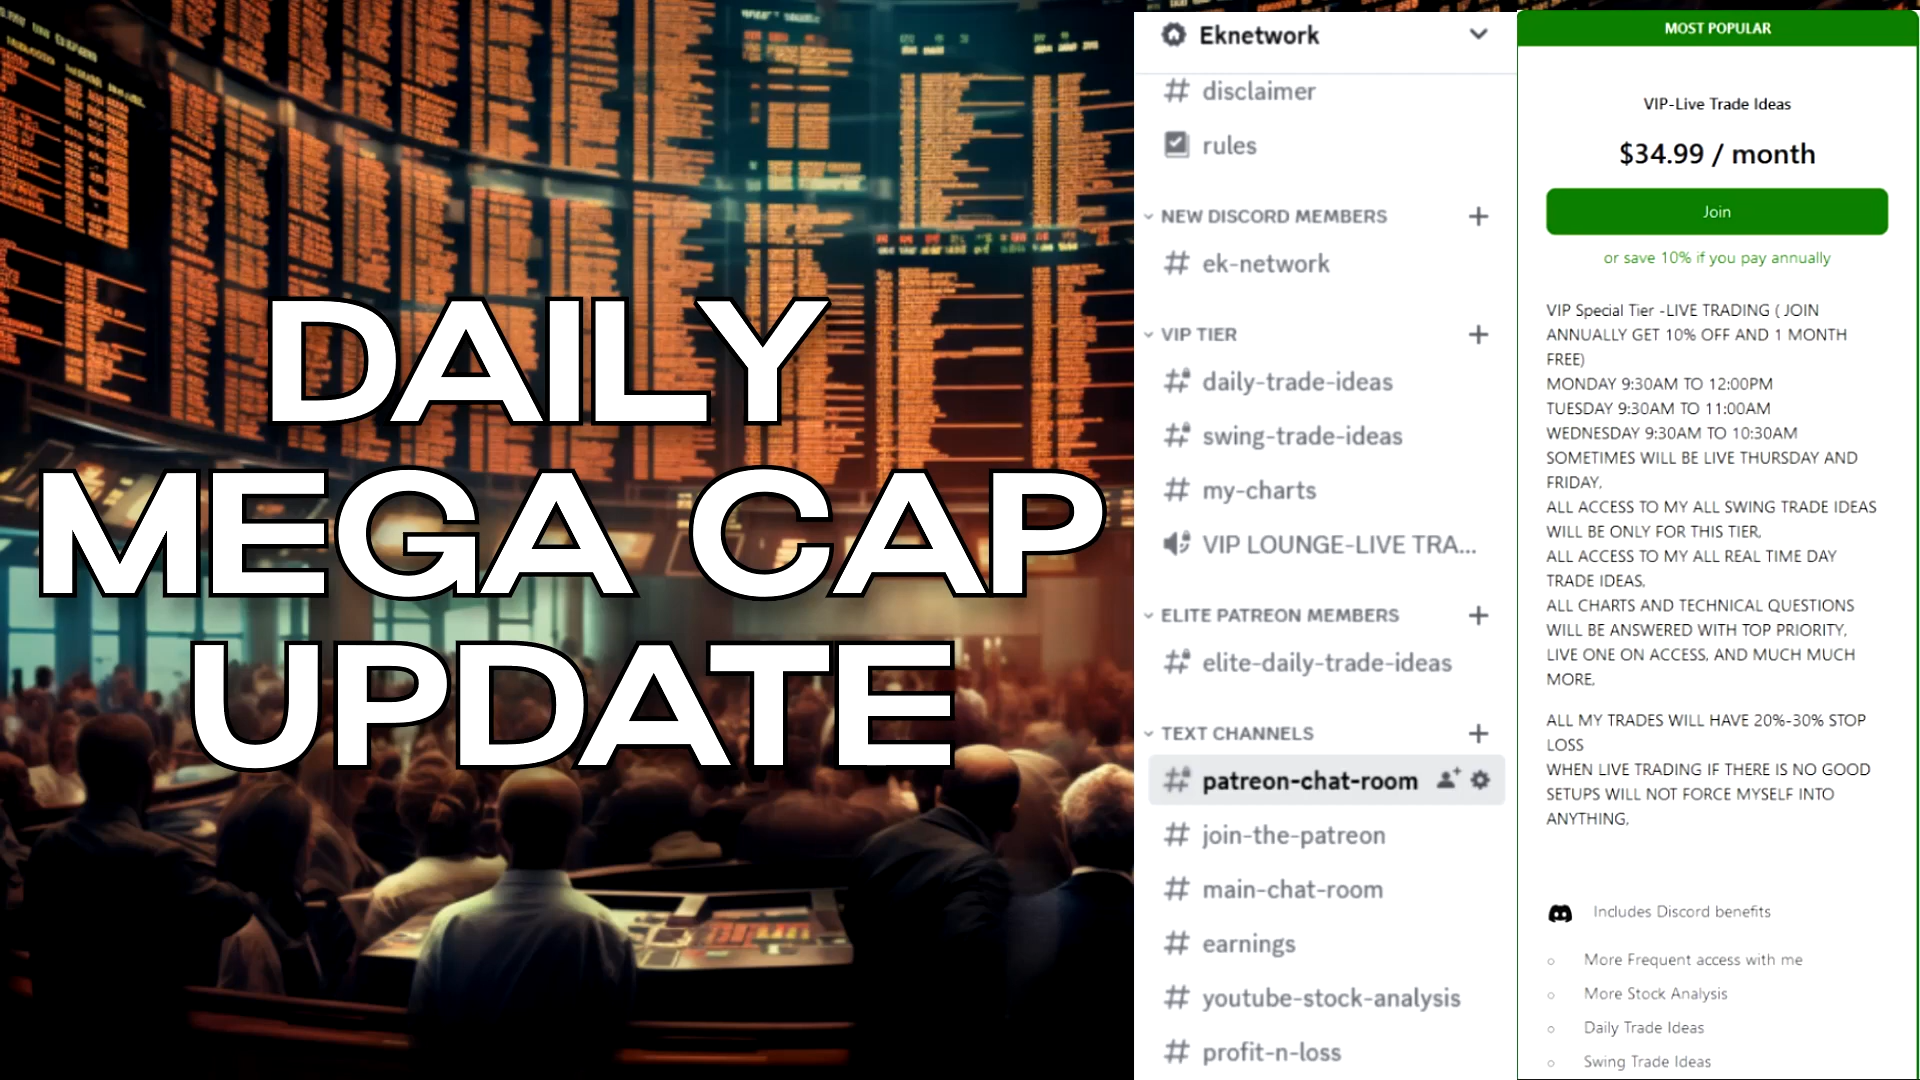 DAILY
MEGA CAP
UPDATE
Eknetwork
disclaimer
rules
NEW DISCORD MEMBERS
ek-network
VIP TIER
daily-trade-ideas
swing-trade-ideas
my-charts
VIP LOUNGE-LIVE TRA...
ELITE PATREON MEMBERS
elite-daily-trade-ideas
TEXT CHANNELS
patreon-chat-room
join-the-patreon
main-chat-room
earnings
youtube-stock-analysis
profit-n-loss
MOST POPULAR
VIP-Live Trade Ideas
$34.99 / month
Join
or save 10% if you pay annually
VIP Special Tier -LIVE TRADING ( JOIN
ANNUALLY GET 10% OFF AND 1 MONTH
FREE)
MONDAY 9:30AM TO 12:00PM
TUESDAY 9:30AM TO 11:00AM
WEDNESDAY 9:30AM TO 10:30AM
SOMETIMES WILL BE LIVE THURSDAY AND
FRIDAY,
ALL ACCESS TO MY ALL SWING TRADE IDEAS
WILL BE ONLY FOR THIS TIER,
ALL ACCESS TO MY ALL REAL TIME DAY
TRADE IDEAS,
ALL CHARTS AND TECHNICAL QUESTIONS
WILL BE ANSWERED WITH TOP PRIORITY,
LIVE ONE ON ACCESS, AND MUCH MUCH
MORE,
ALL MY TRADES WILL HAVE 20%-30% STOP
LOSS
WHEN LIVE TRADING IF THERE IS NO GOOD
SETUPS WILL NOT FORCE MYSELF INTO
ANYTHING,
Includes Discord benefits
More Frequent access with me
More Stock Analysis
Daily Trade Ideas
Swing Trade Ideas